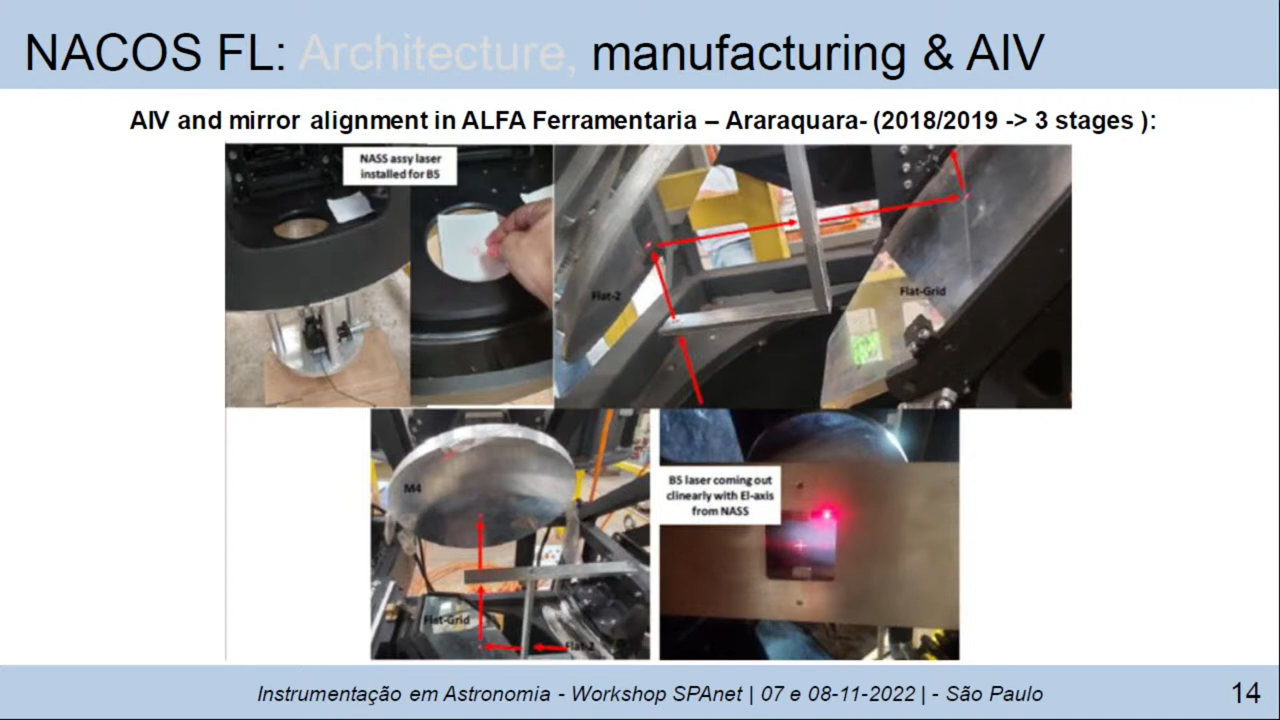 NACOS FL: Architecture, manufacturing & AIV
AIV and mirror alignment in ALFA Ferramentaria – Araraquara- (2018/2019 -> 3 stages ):
NASS assy laser
installed for B5
Flat-2
Flat-Grid
M4
Flat-Grid
Flat-2
B5 laser coming out
clinearly with El-axis
from NASS
Instrumentação em Astronomia - Workshop SPAnet | 07 e 08-11-2022 | - São Paulo
14